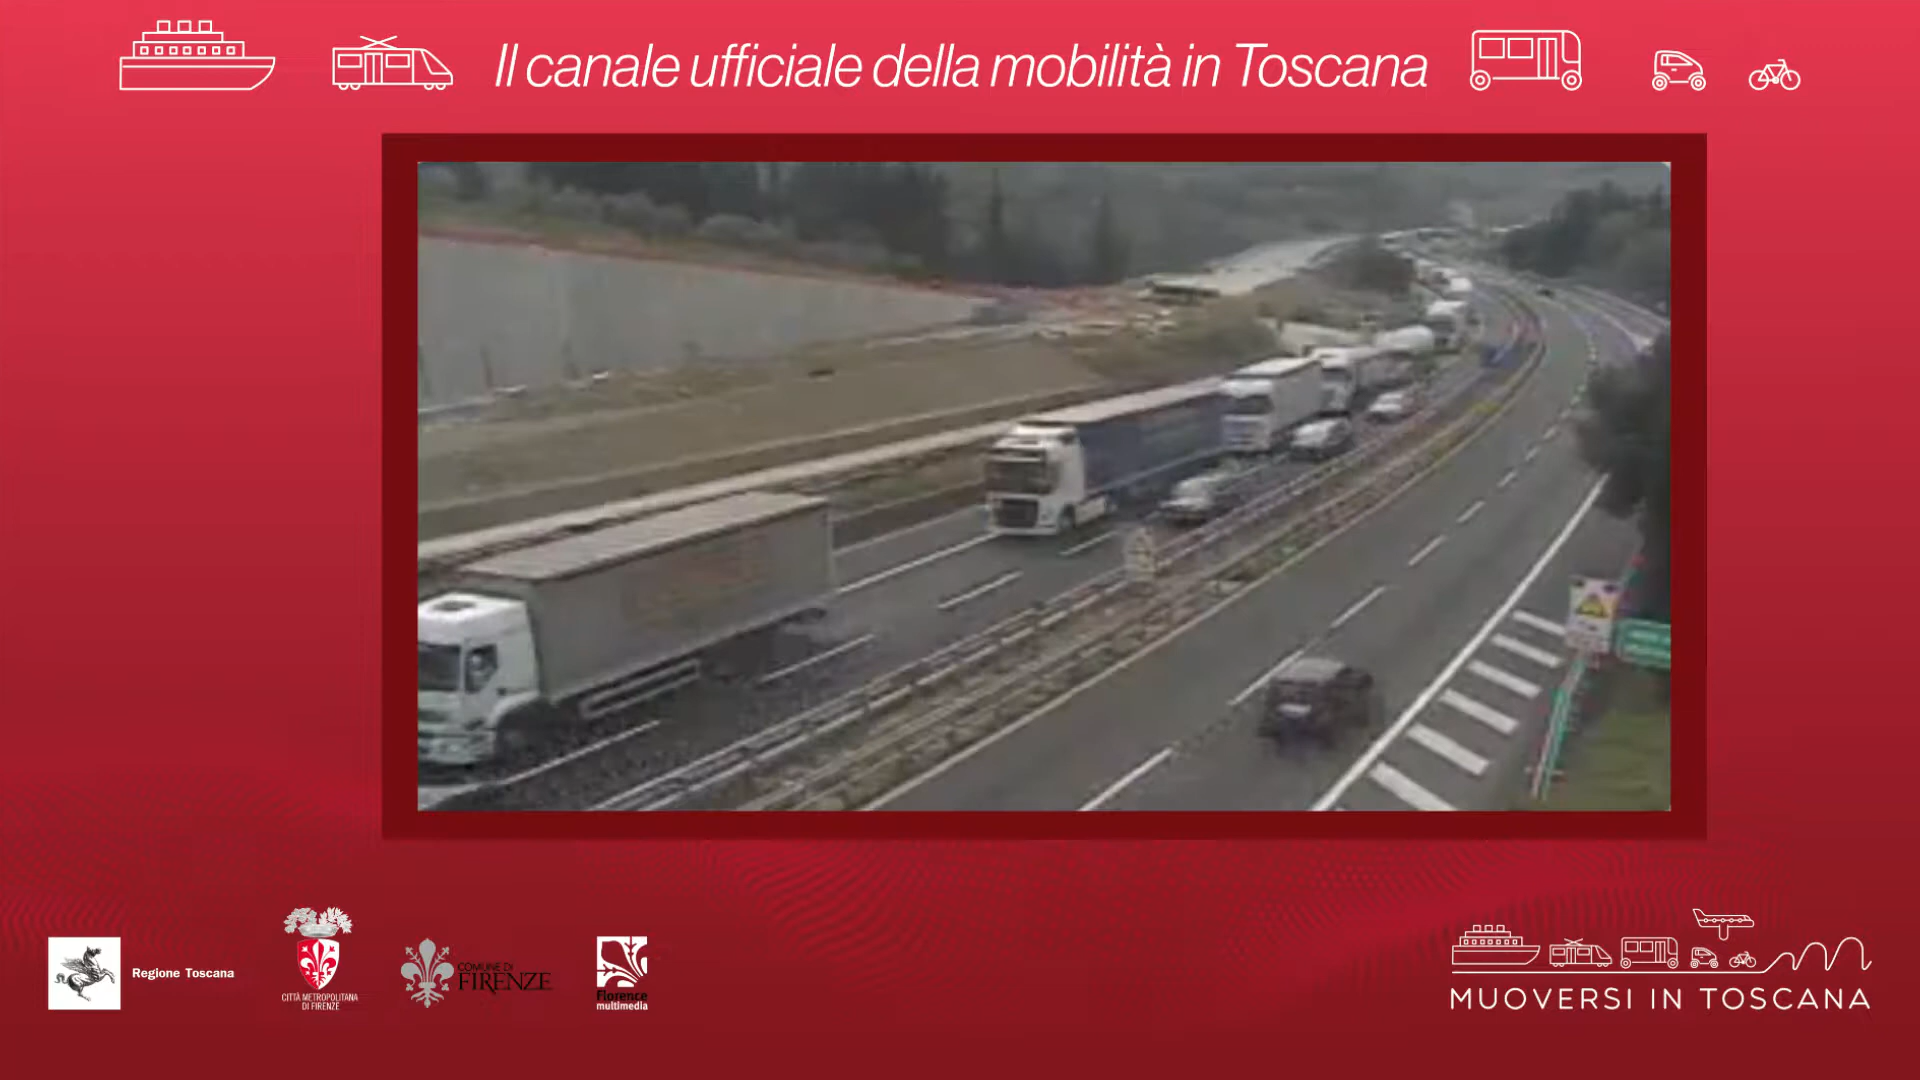 Il canale ufficiale della mobilità in Toscana
Regione Toscana
CITTÀ METROPOLITANA
DI FIRENZE
COMUNE DI
FIRENZE
Florence
multimedia
MUOVERSI IN TOSCANA